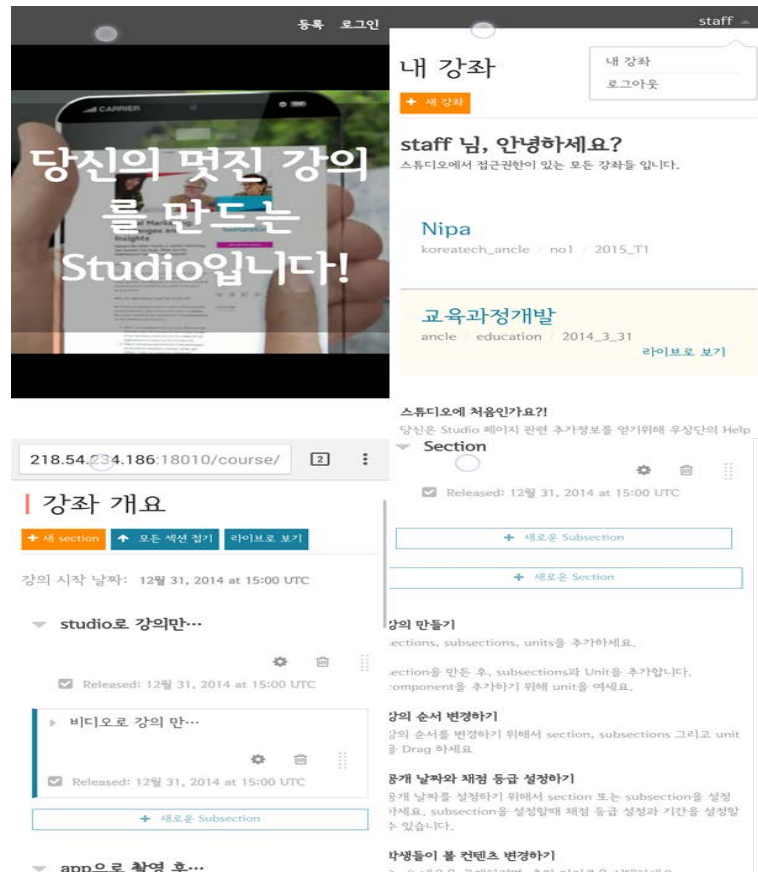 등록 로그인
CARRIER
당신의 멋진 강의
를 만드는
Studio입니다!
staff
내 강좌
로그아웃
내 강좌
+ 새 강좌
staff 님, 안녕하세요?
스튜디오에서 접근권한이 있는 모든 강좌들 입니다.
Nipa
koreatech_ancle / no1 / 2015_T1
교육과정개발
ancle / education / 2014_3_31
라이브로 보기
스튜디오에 처음인가요?!
당신은 Studio 페이지 관련 추가정보를 얻기위해 우상단의 Help
218.54.234.186:18010/course/ 2
강좌 개요
+ 새 section 모든 섹션 접기 라이브로 보기
강의 시작 날짜: 12월 31, 2014 at 15:00 UTC
studio로 강의만…
Released: 12월 31, 2014 at 15:00 UTC
비디오로 강의 만…
Released: 12월 31, 2014 at 15:00 UTC
+ 새로운 Subsection
app으로 촬영 후…
Section
Released: 12월 31, 2014 at 15:00 UTC
+ 새로운 Subsection
+ 새로운 Section
강의 만들기
sections, subsections, units을 추가하세요.
section을 만든 후, subsections과 Unit을 추가합니다.
component을 추가하기 위해 unit을 여세요.
강의 순서 변경하기
강의 순서를 변경하기 위해서 section, subsections 그리고 unit
을 Drag 하세요
공개 날짜와 채점 등급 설정하기
공개 날짜를 설정하기 위해서 section 또는 subsection을 설정
하세요, subsection을 설정할때 채점 등급 설정과 기간을 설정할
수 있습니다.
학생들이 볼 컨텐츠 변경하기